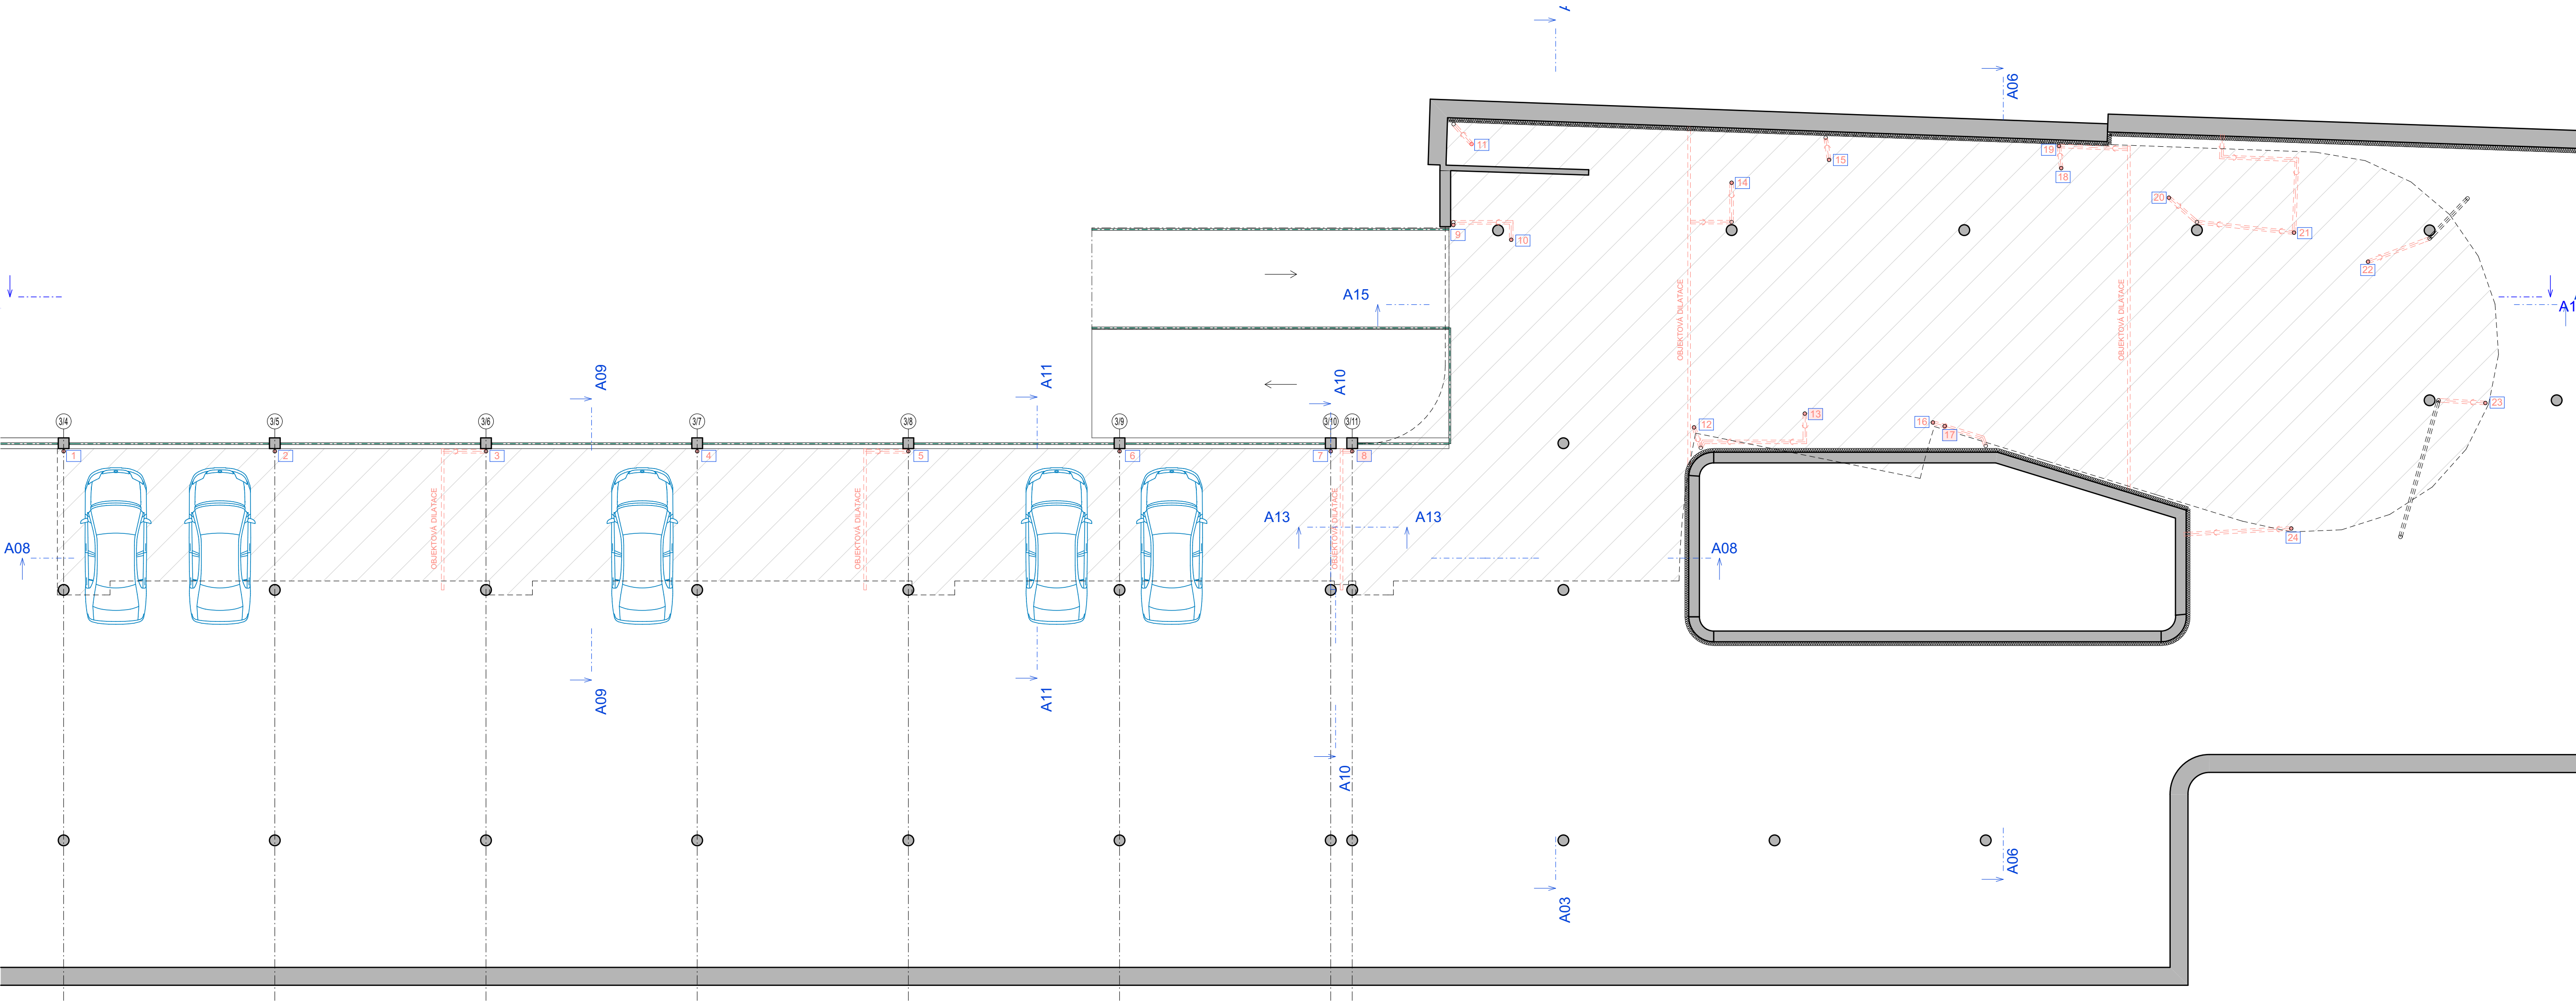 A06
11
15
19
18
14
20
9
10
21
22
OBJEKTOVÁ DILATACE
OBJEKTOVÁ DILATACE
A15
A09
A11
A10
3/4
3/5
3/6
3/7
3/8
3/9
3/10
3/11
12
13
16
17
23
1
2
3
4
5
6
7
8
OBJEKTOVÁ DILATACE
OBJEKTOVÁ DILATACE
OBJEKTOVÁ DILATACE
A13
A13
24
A08
A08
A09
A11
A10
A06
A03